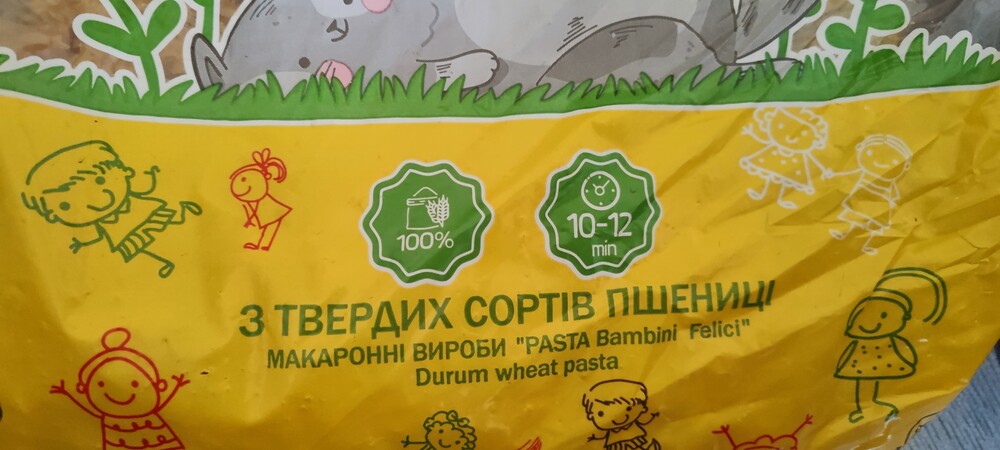 100%
10-12
min
З ТВЕРДИХ СОРТІВ ПШЕНИЦІ
МАКАРОННІ ВИРОБИ "PASTA Bambini Felici"
Durum wheat pasta